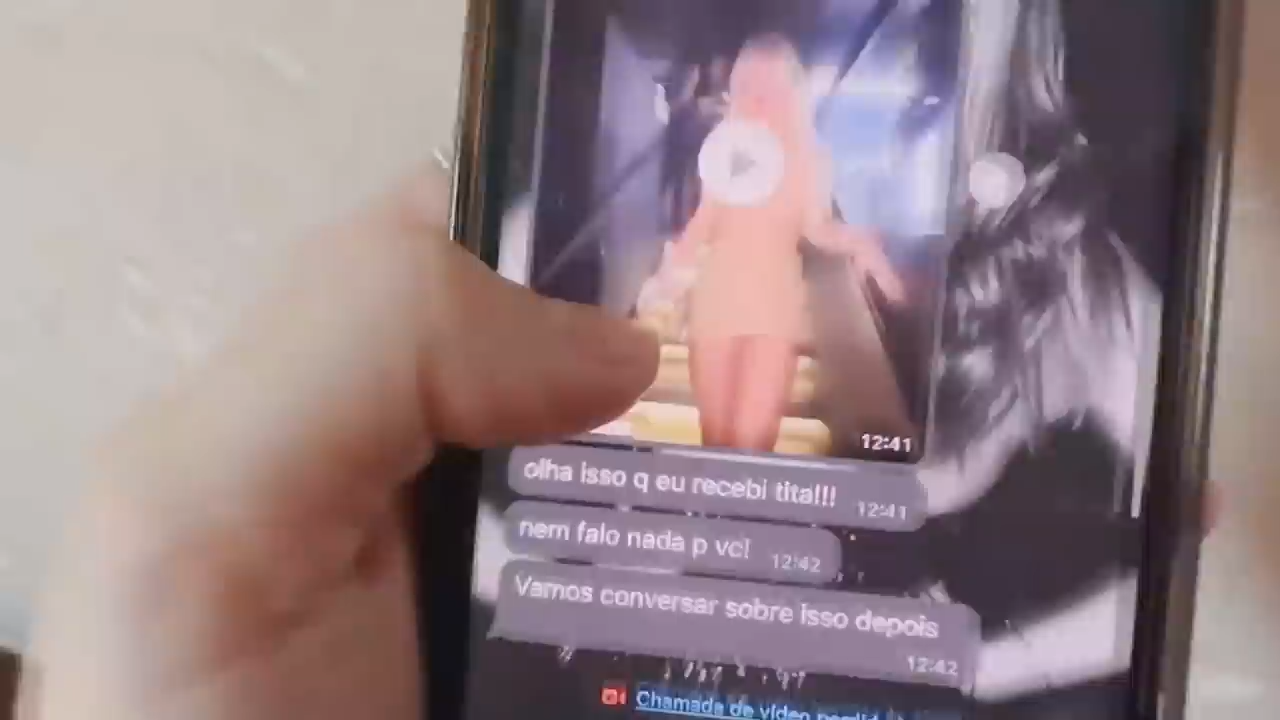 12:41
olha isso q eu recebi tita!!!
12:41
nem falo nada p vc!
12:42
Vamos conversar sobre isso depois
12:42
Chamada de vídeo